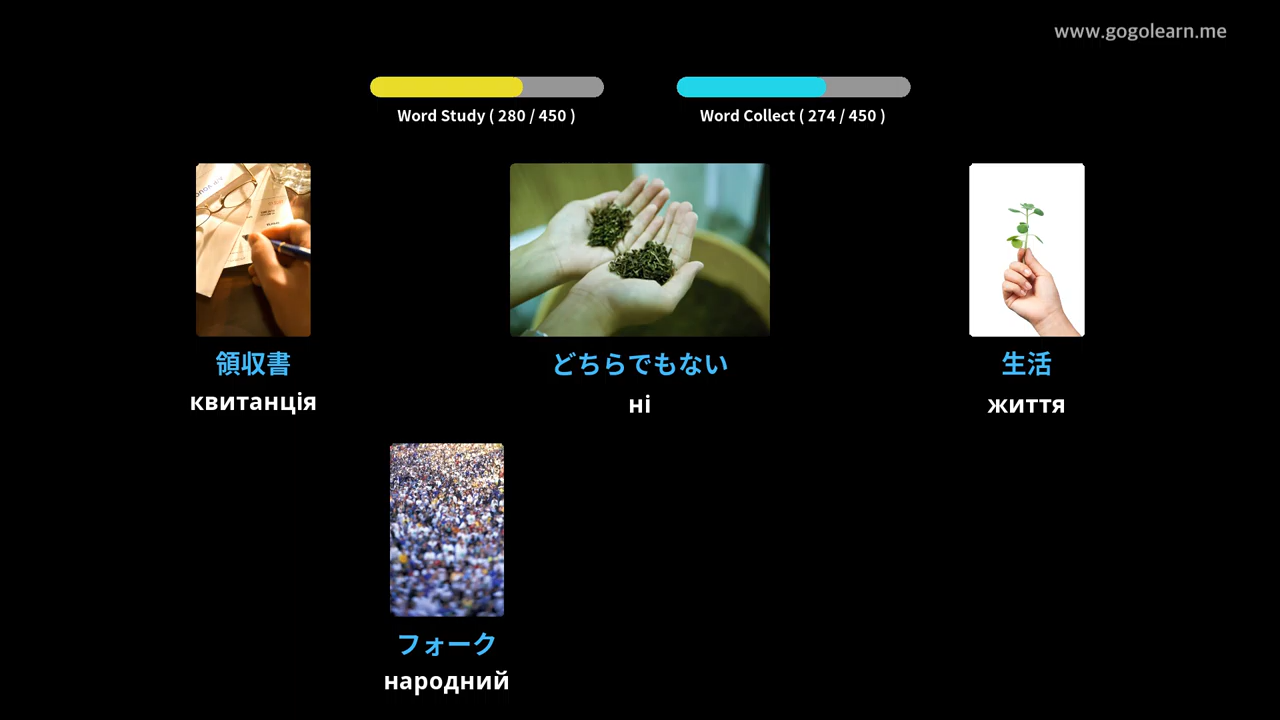 www.gogolearn.me
Word Study ( 280 / 450 )
Word Collect ( 274 / 450 )
領収書
квитанція
どちらでもない
ні
生活
життя
フォーク
народний